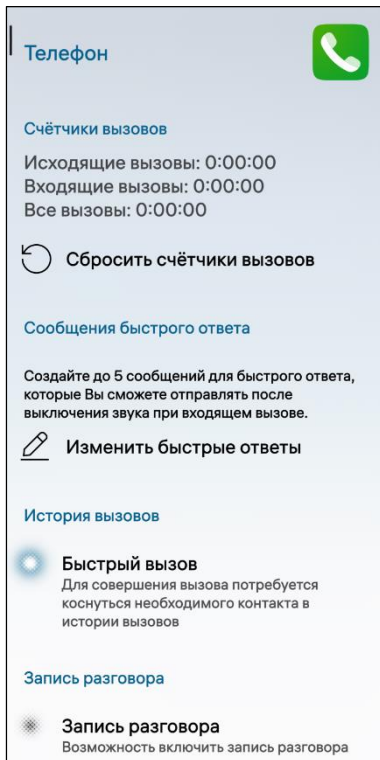 Телефон
Счётчики вызовов
Исходящие вызовы: 0:00:00
Входящие вызовы: 0:00:00
Все вызовы: 0:00:00
Сбросить счётчики вызовов
Сообщения быстрого ответа
Создайте до 5 сообщений для быстрого ответа,
которые Вы сможете отправлять после
выключения звука при входящем вызове.
Изменить быстрые ответы
История вызовов
Быстрый вызов
Для совершения вызова потребуется
коснуться необходимого контакта в
истории вызовов
Запись разговора
Запись разговора
Возможность включить запись разговора